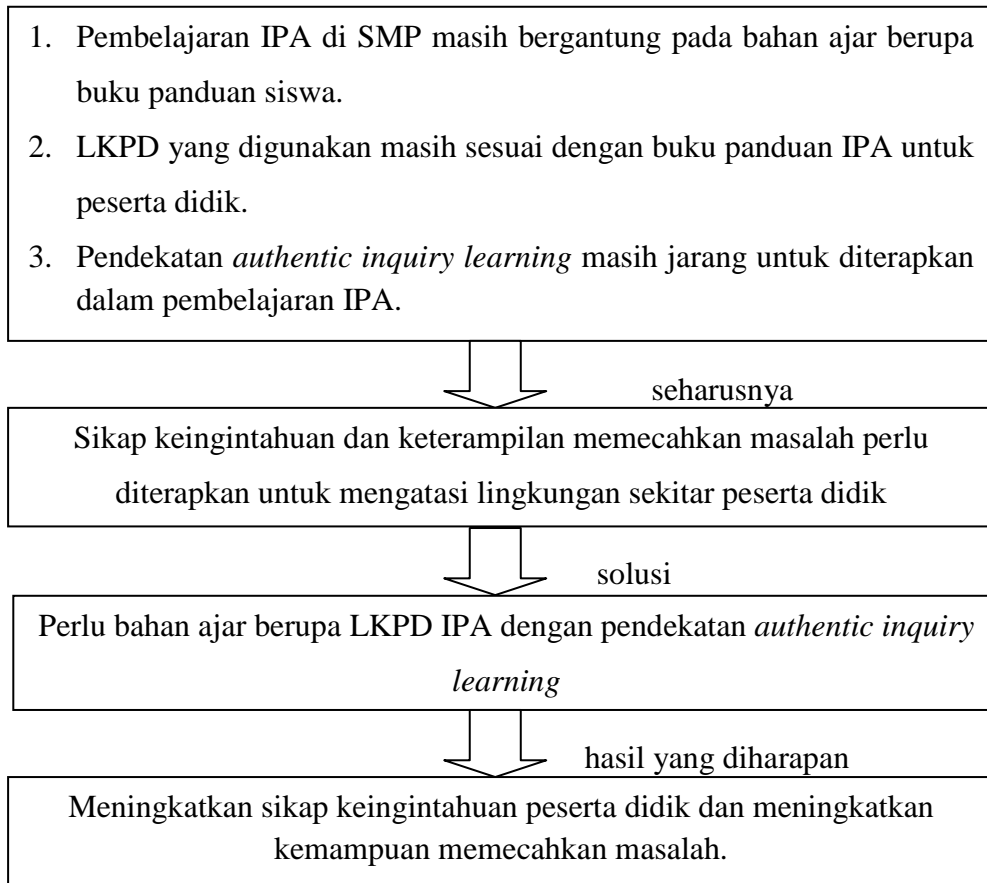 1. Pembelajaran IPA di SMP masih bergantung pada bahan ajar berupa
buku panduan siswa.
2. LKPD yang digunakan masih sesuai dengan buku panduan IPA untuk
peserta didik.
3. Pendekatan authentic inquiry learning masih jarang untuk diterapkan
dalam pembelajaran IPA.
seharusnya
Sikap keingintahuan dan keterampilan memecahkan masalah perlu
diterapkan untuk mengatasi lingkungan sekitar peserta didik
solusi
Perlu bahan ajar berupa LKPD IPA dengan pendekatan authentic inquiry
learning
hasil yang diharapan
Meningkatkan sikap keingintahuan peserta didik dan meningkatkan
kemampuan memecahkan masalah.